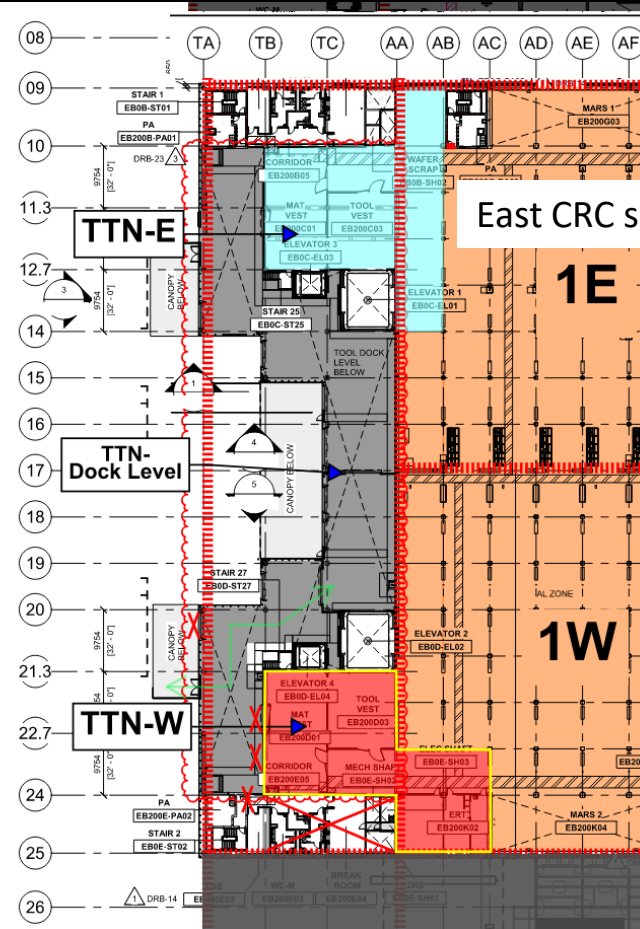 WC-M
08
TA
TB
TC
AA
AB
AC
AD
AE
AF
850
09
STAIR 1
EB0B-ST01
MARS 1
EB200G03
PA
EB200B-PA01
10
DRB-23
3
CORRIDOR
EB200B05
WAFER
SCRAP
EB0B-SH02
PA
9754
[32' - 0"]
11.3
MAT
VEST
EB200C01
TOOL
VEST
EB200C03
East CRC s
TTN-E
ELEVATOR 3
EB0C-EL03
12.7
1E
3
9754
[32' - 0"]
CANOPY
BELOW
ELEVATOR 1
EB0C-EL01
STAIR 25
EB0C-ST25
14
TOOL DOCK
LEVEL
BELOW
15
1
16
4
TTN-
Dock Level
17
5
CANOPY BELOW
18
19
STAIR 27
EB0D-ST27
AL ZONE
20
9754
[32' - 0"]
CANOPY
BELOW
ELEVATOR 2
EB0D-EL02
1W
21.3
ELEVATOR 4
EB0D-EL04
TOOL
VEST
EB200D03
MAT
VEST
EB200D01
TTN-W
22.7
9754
[32' - 0"]
ELEC SHAFT
EB0E-SH03
EB20
CORRIDOR
EB200E05
MECH SHAFT
EB0E-SH02
24
PA
EB200E-PA02
ERT
EB200K02
MARS 2
EB200K04
STAIR 2
EB0E-ST02
25
1
DRB-14
WC-M
EB200E03
BREAK
ROOM
EB200E04
EB0E-SH01
26